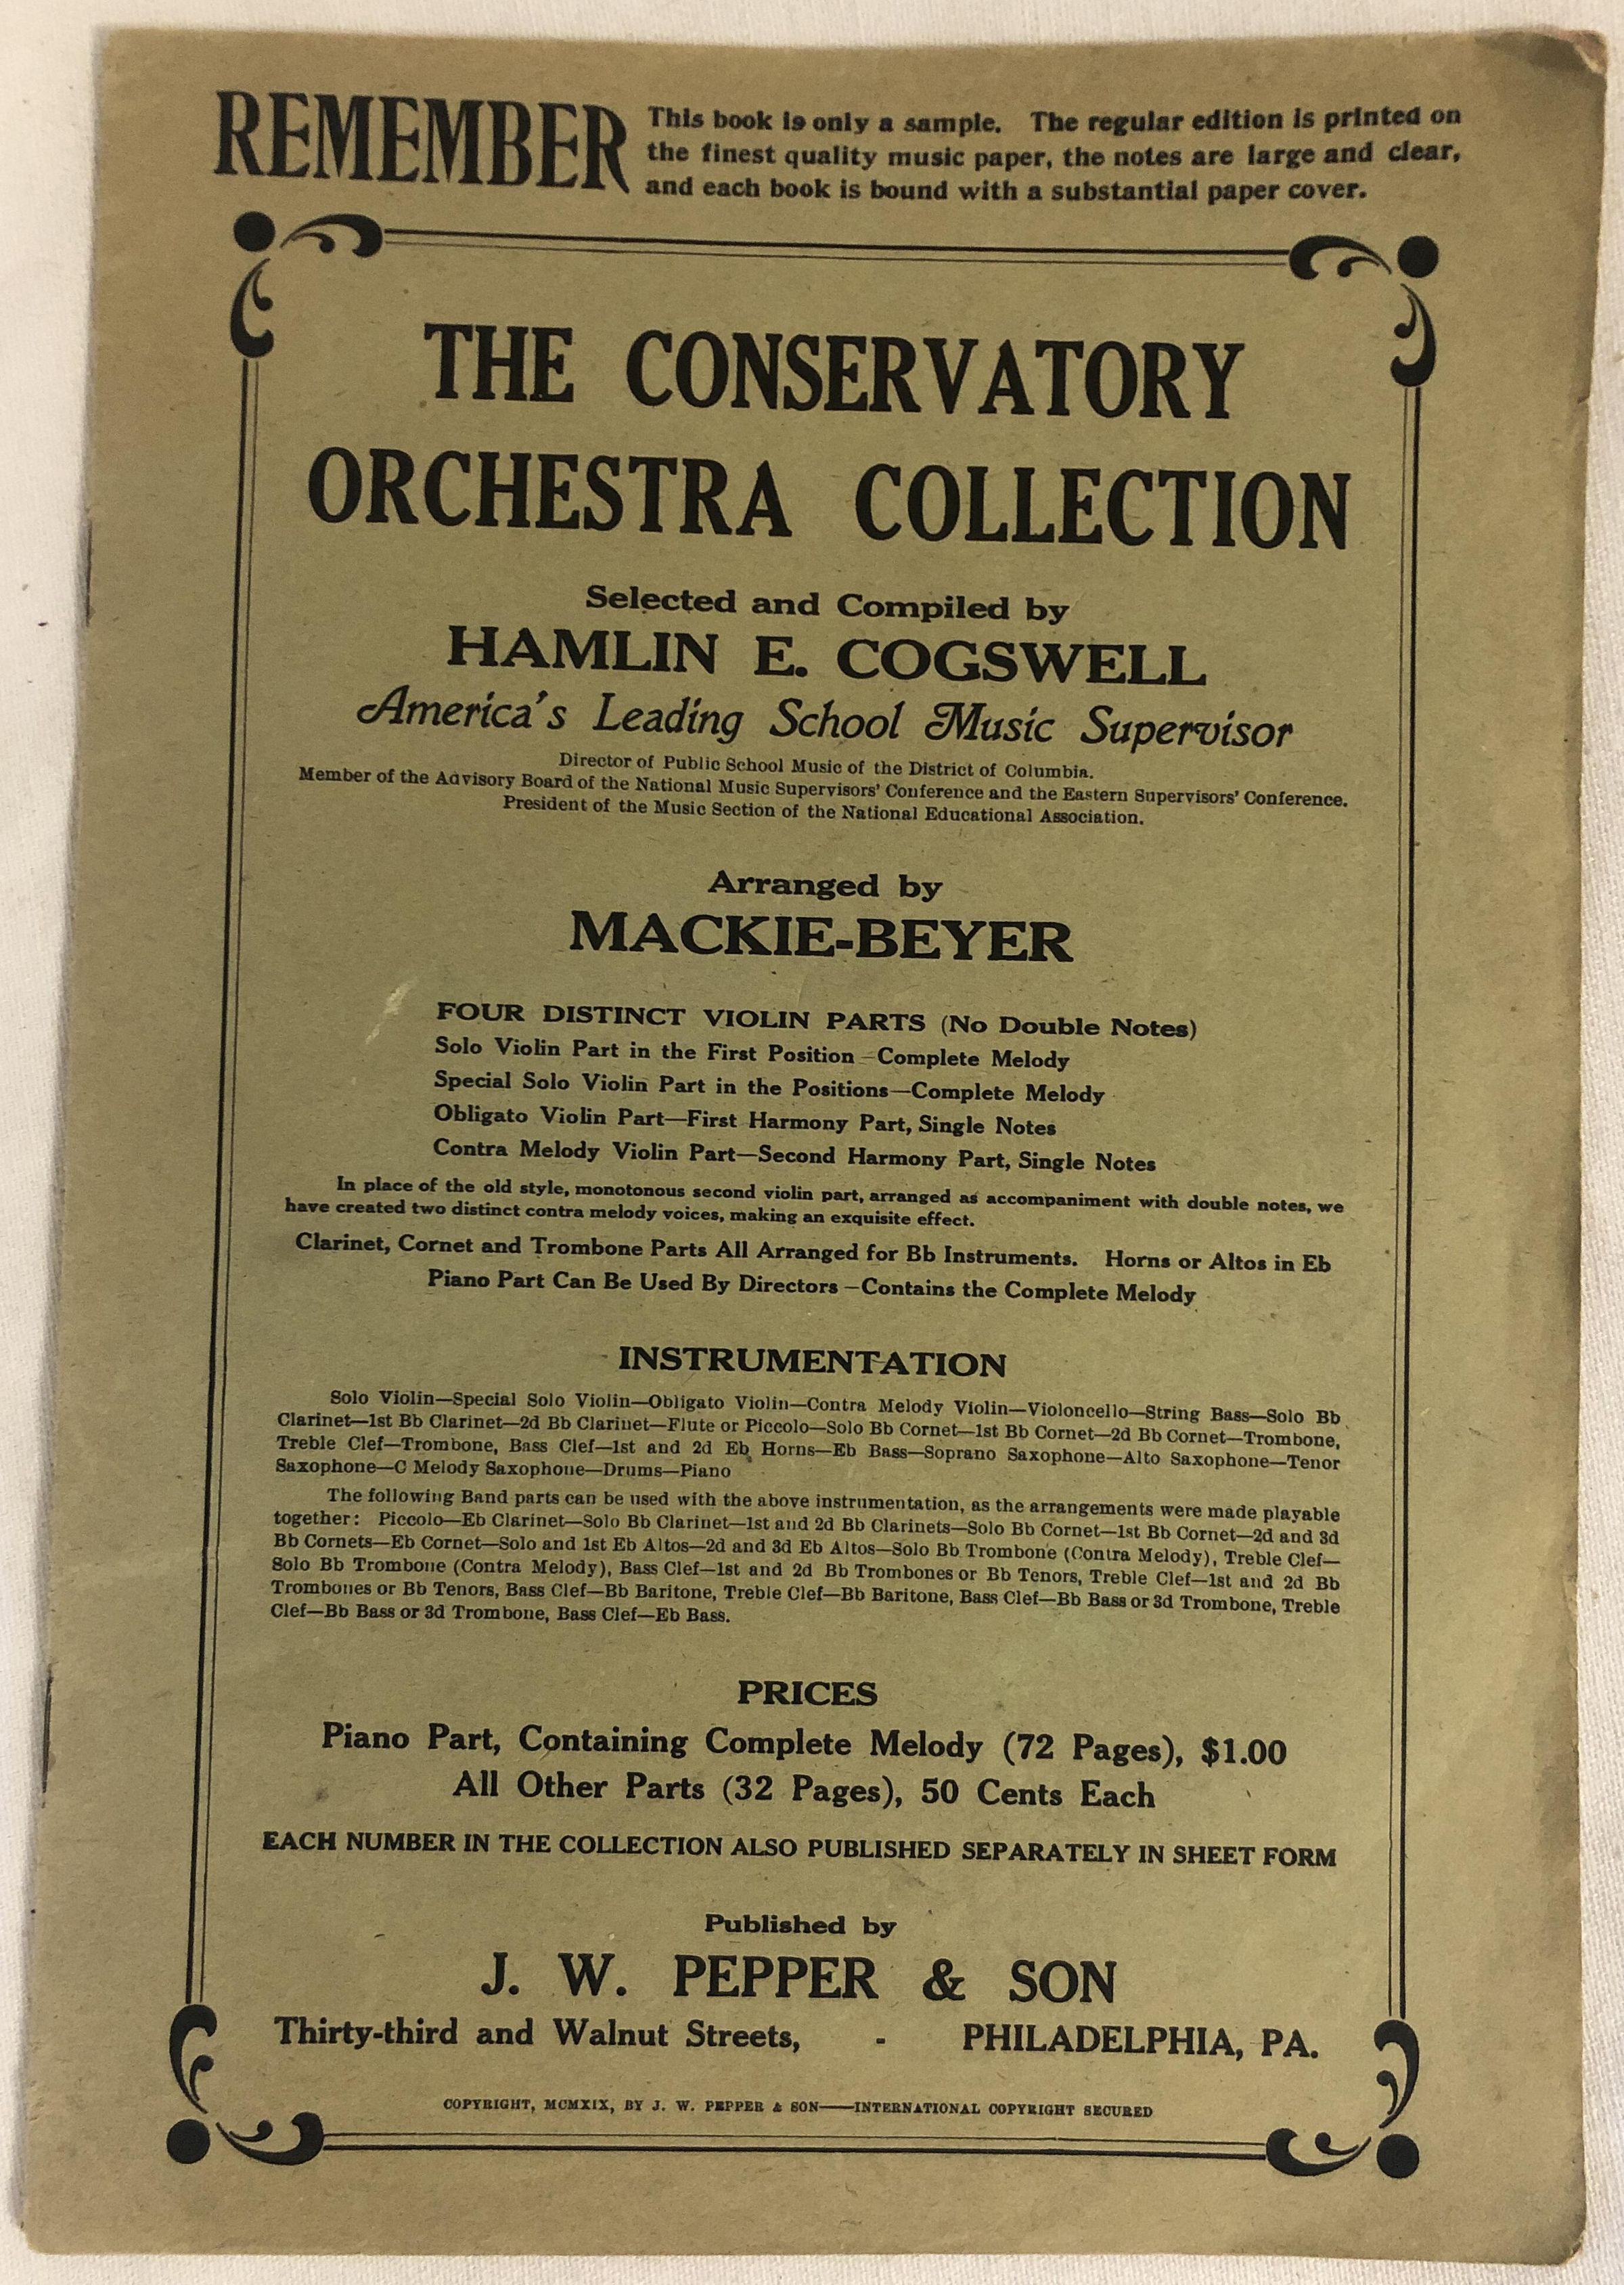 REMEMBER
This book is only a sample. The regular edition is printed on
the finest quality music paper, the notes are large and clear,
and each book is bound with a substantial paper cover.
THE CONSERVATORY
ORCHESTRA COLLECTION
Selected and Compiled by
HAMLIN E. COGSWELL
America's Leading School Music Supervisor
Director of Public School Music of the District of Columbia.
Member of the Advisory Board of the National Music Supervisors' Conference and the Eastern Supervisors' Conference.
President of the Music Section of the National Educational Association.
Arranged by
MACKIE-BEYER
FOUR DISTINCT VIOLIN PARTS (No Double Notes)
Solo Violin Part in the First Position—Complete Melody
Special Solo Violin Part in the Positions—Complete Melody
Obligato Violin Part—First Harmony Part, Single Notes
Contra Melody Violin Part—Second Harmony Part, Single Notes
In place of the old style, monotonous second violin part, arranged as accompaniment with double notes, we
have created two distinct contra melody voices, making an exquisite effect.
Clarinet, Cornet and Trombone Parts All Arranged for Bb Instruments. Horns or Altos in Eb
Piano Part Can Be Used By Directors—Contains the Complete Melody
INSTRUMENTATION
Solo Violin—Special Solo Violin—Obligato Violin—Contra Melody Violin—Violoncello—String Bass—Solo Bb
Clarinet—1st Bb Clarinet—2d Bb Clarinet—Flute or Piccolo—Solo Bb Cornet—1st Bb Cornet—2d Bb Cornet—Trombone,
Treble Clef—Trombone, Bass Clef—1st and 2d Eb Horns—Eb Bass—Soprano Saxophone—Alto Saxophone—Tenor
Saxophone—C Melody Saxophone—Drums—Piano
The following Band parts can be used with the above instrumentation, as the arrangements were made playable
together: Piccolo—Eb Clarinet—Solo Bb Clarinet—1st and 2d Bb Clarinets—Solo Bb Cornet—1st Bb Cornet—2d and 3d
Bb Cornets—Eb Cornet—Solo and 1st Eb Altos—2d and 3d Eb Altos—Solo Bb Trombone (Contra Melody), Treble Clef—
Solo Bb Trombone (Contra Melody), Bass Clef—1st and 2d Bb Trombones or Bb Tenors, Treble Clef—1st and 2d Bb
Trombones or Bb Tenors, Bass Clef—Bb Baritone, Treble Clef—Bb Baritone, Bass Clef—Bb Bass or 3d Trombone, Treble
Clef—Bb Bass or 3d Trombone, Bass Clef—Eb Bass.
PRICES
Piano Part, Containing Complete Melody (72 Pages), $1.00
All Other Parts (32 Pages), 50 Cents Each
EACH NUMBER IN THE COLLECTION ALSO PUBLISHED SEPARATELY IN SHEET FORM
Published by
J. W. PEPPER & SON
Thirty-third and Walnut Streets, - PHILADELPHIA, PA.
COPYRIGHT, MCMXIX, BY J. W. PEPPER & SON——INTERNATIONAL COPYRIGHT SECURED